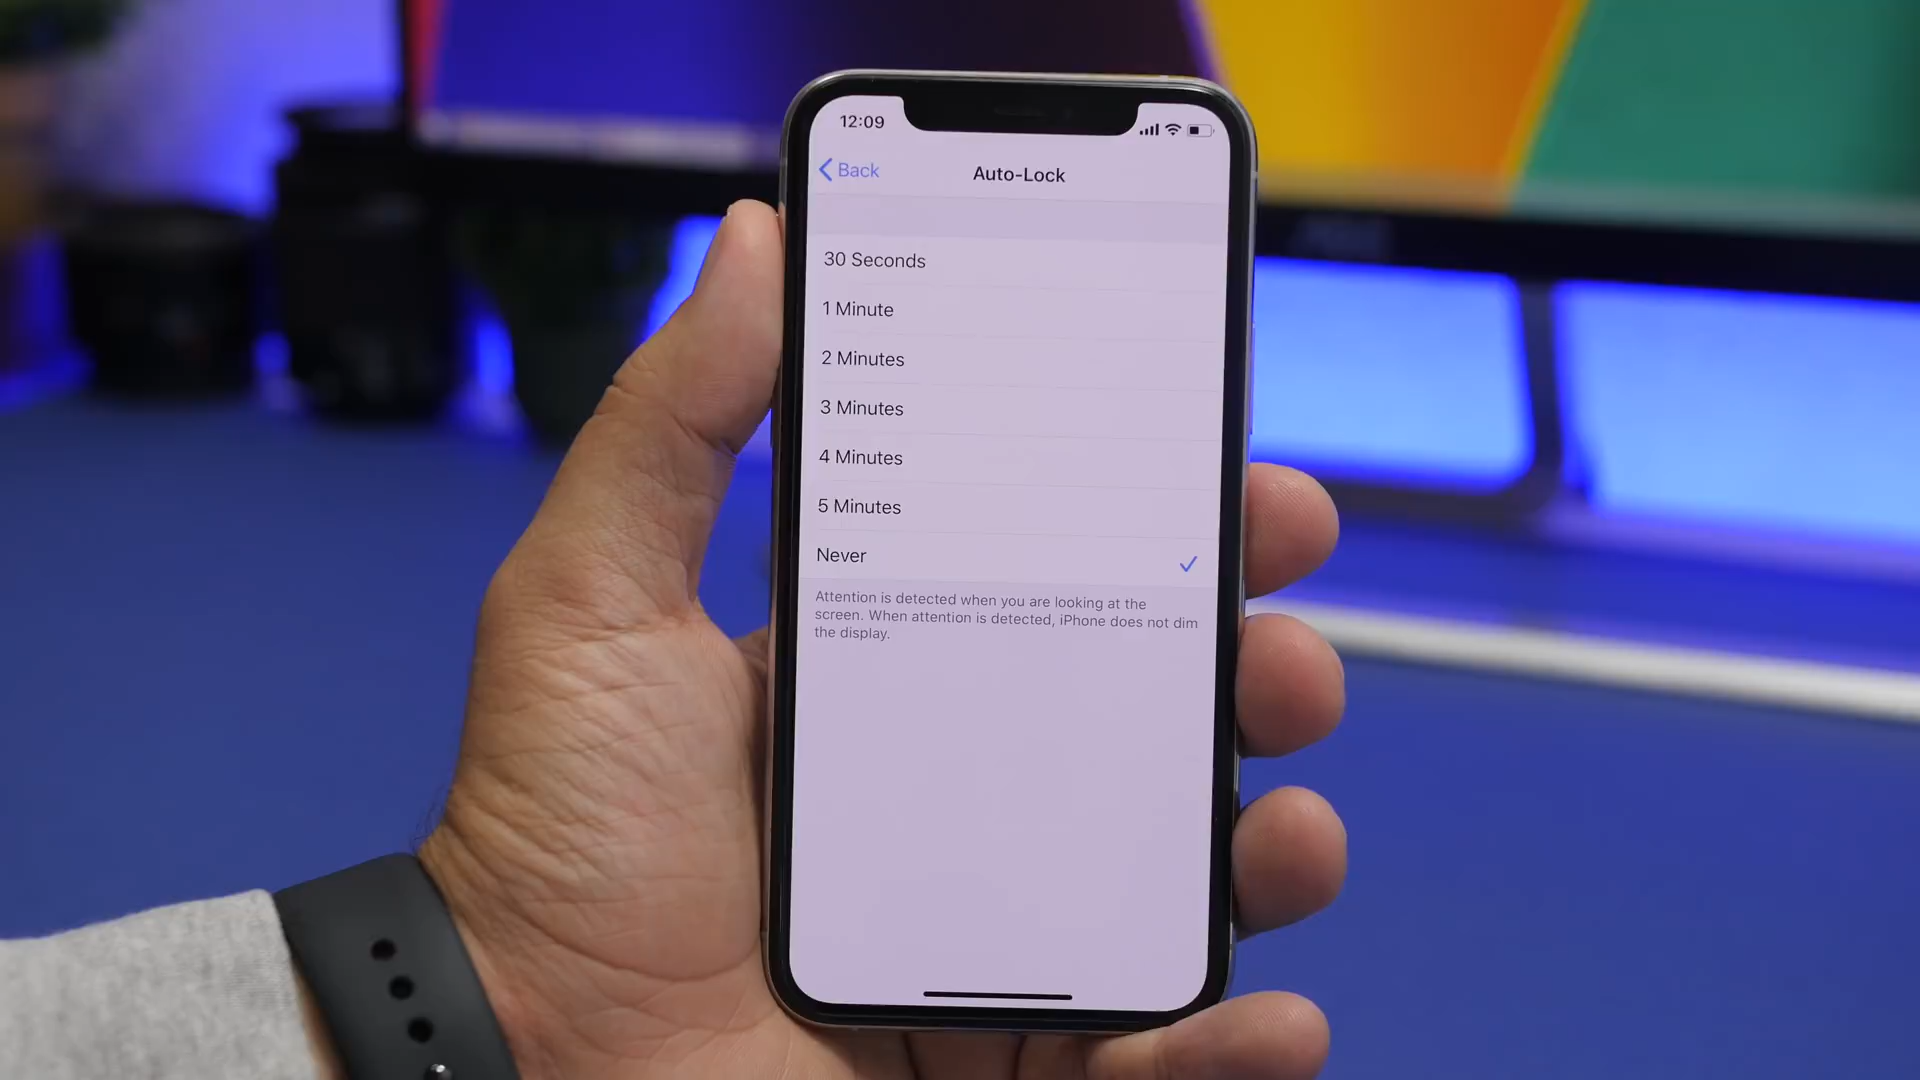 12:09
Back
Auto-Lock
30 Seconds
1 Minute
2 Minutes
3 Minutes
4 Minutes
5 Minutes
Never
Attention is detected when you are looking at the
screen. When attention is detected, iPhone does not dim
the display.